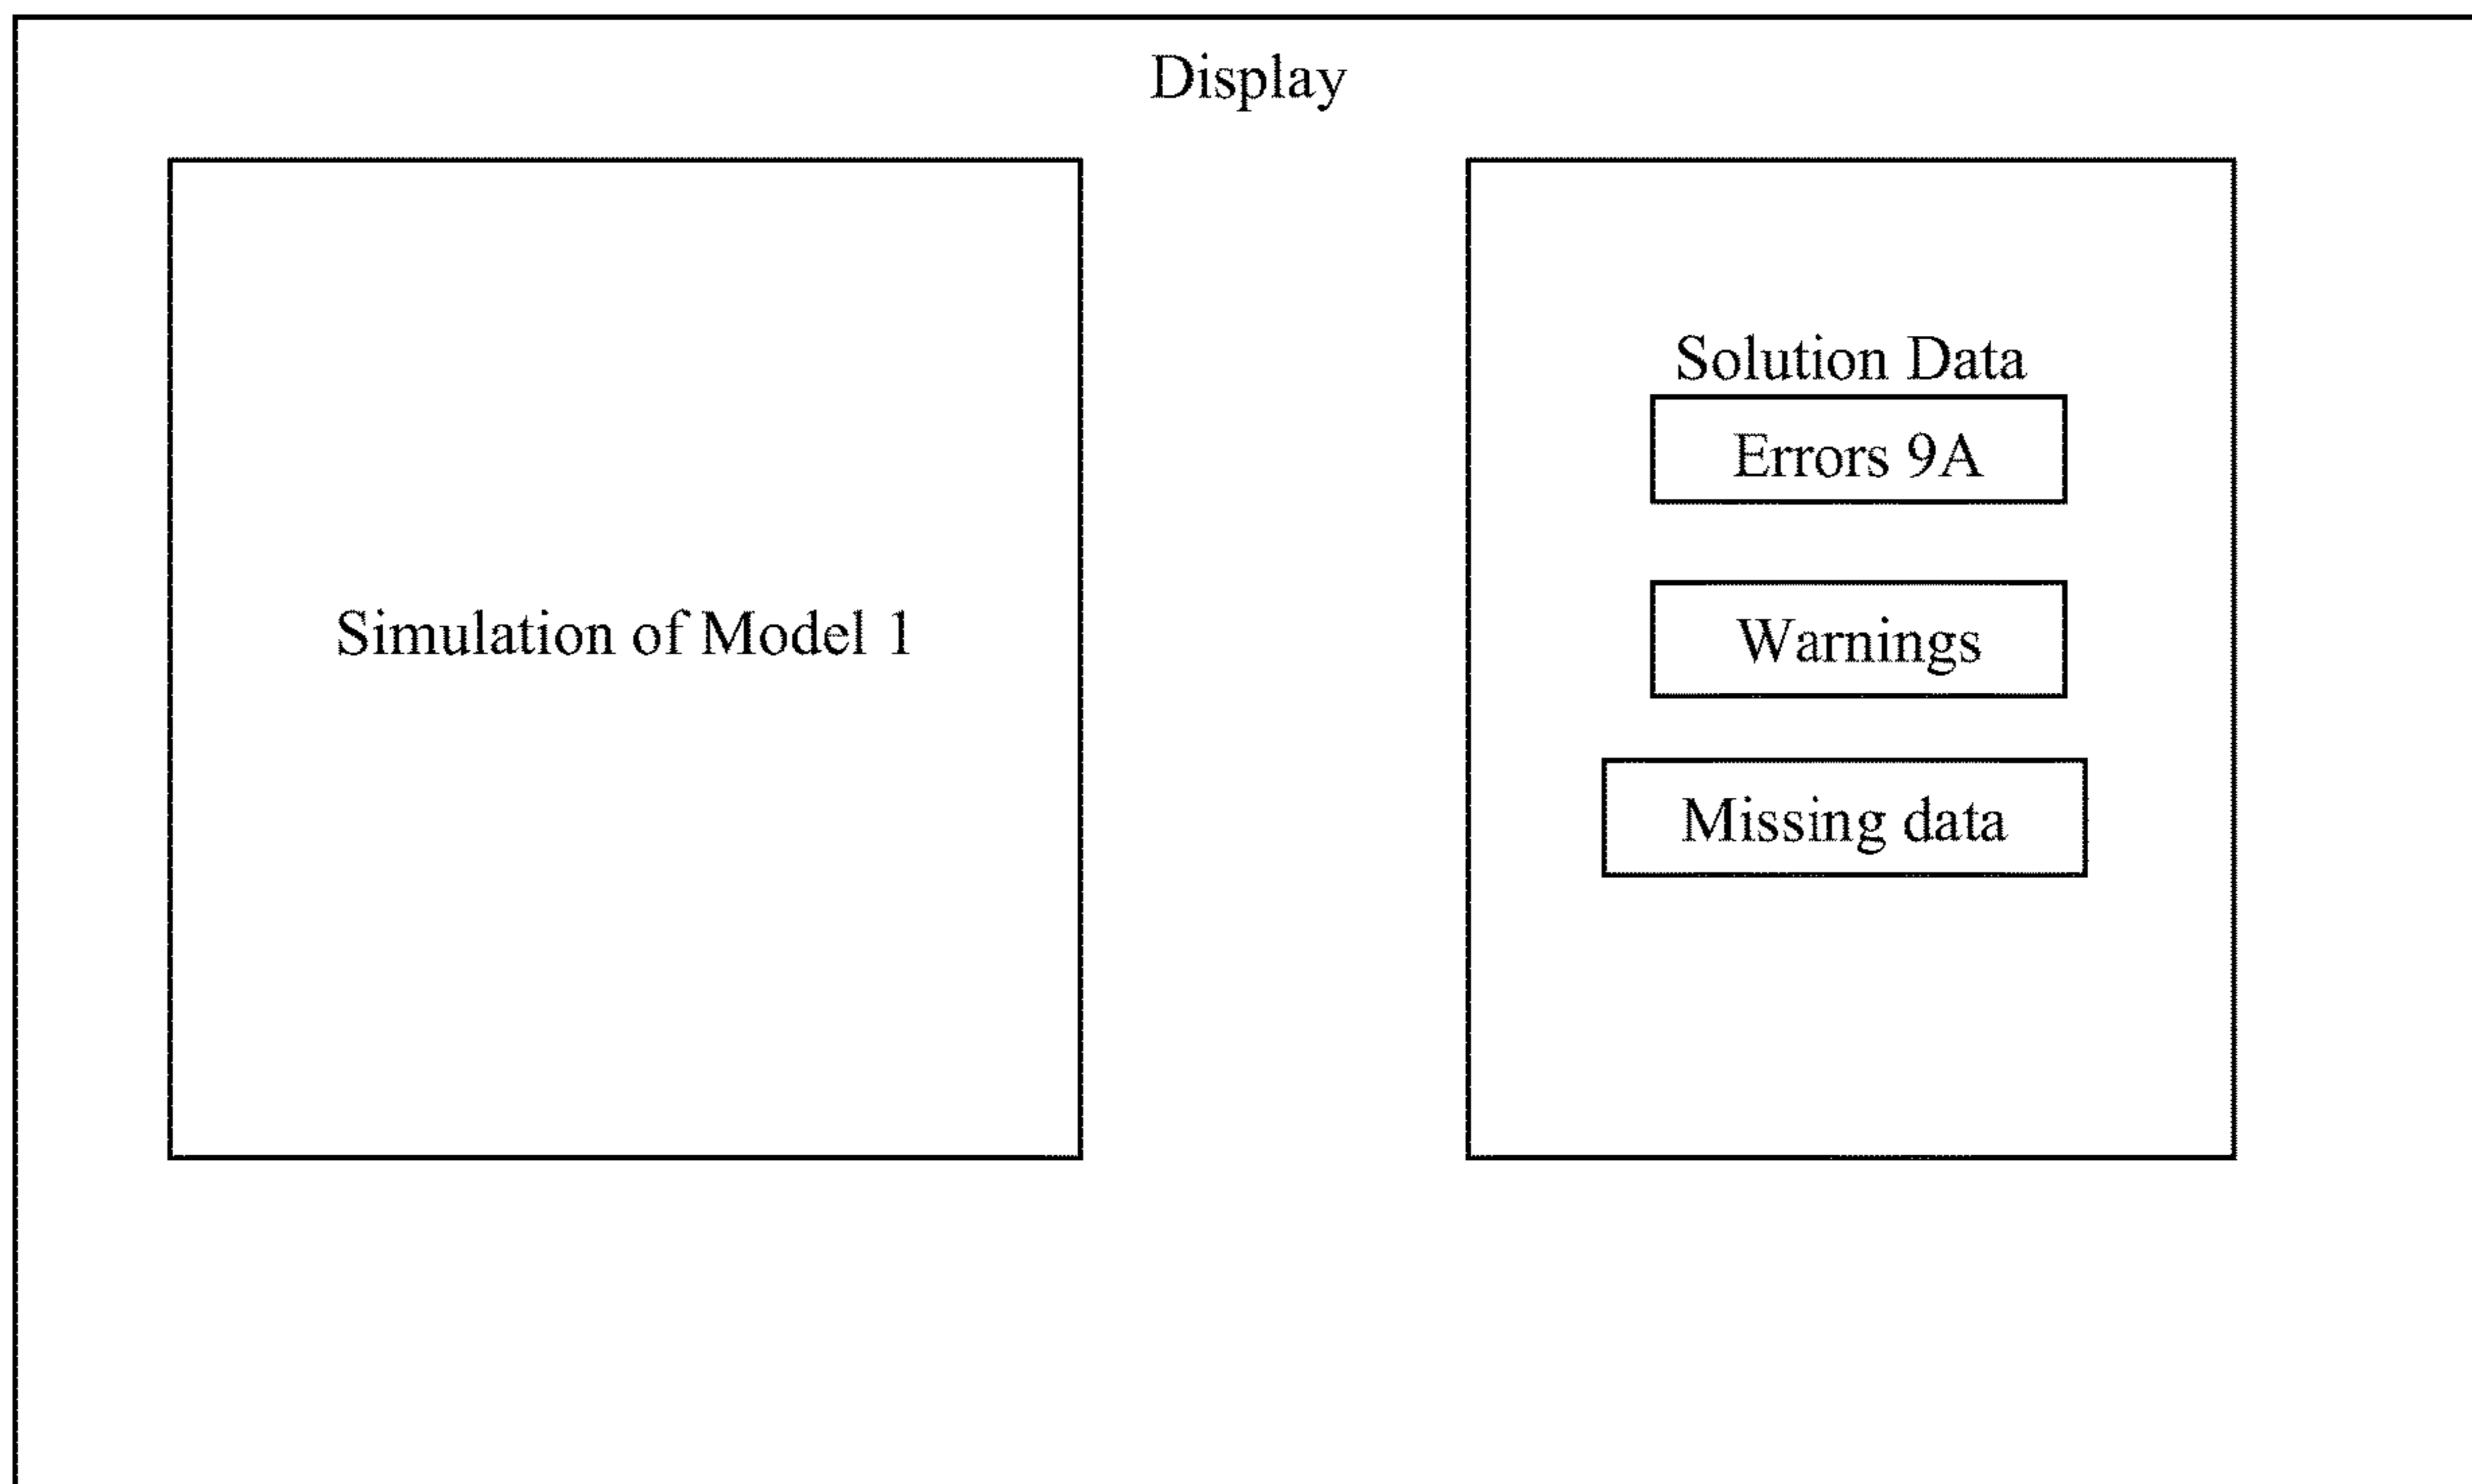 Display
Simulation of Model 1
Solution Data
Errors 9A
Warnings
Missing data